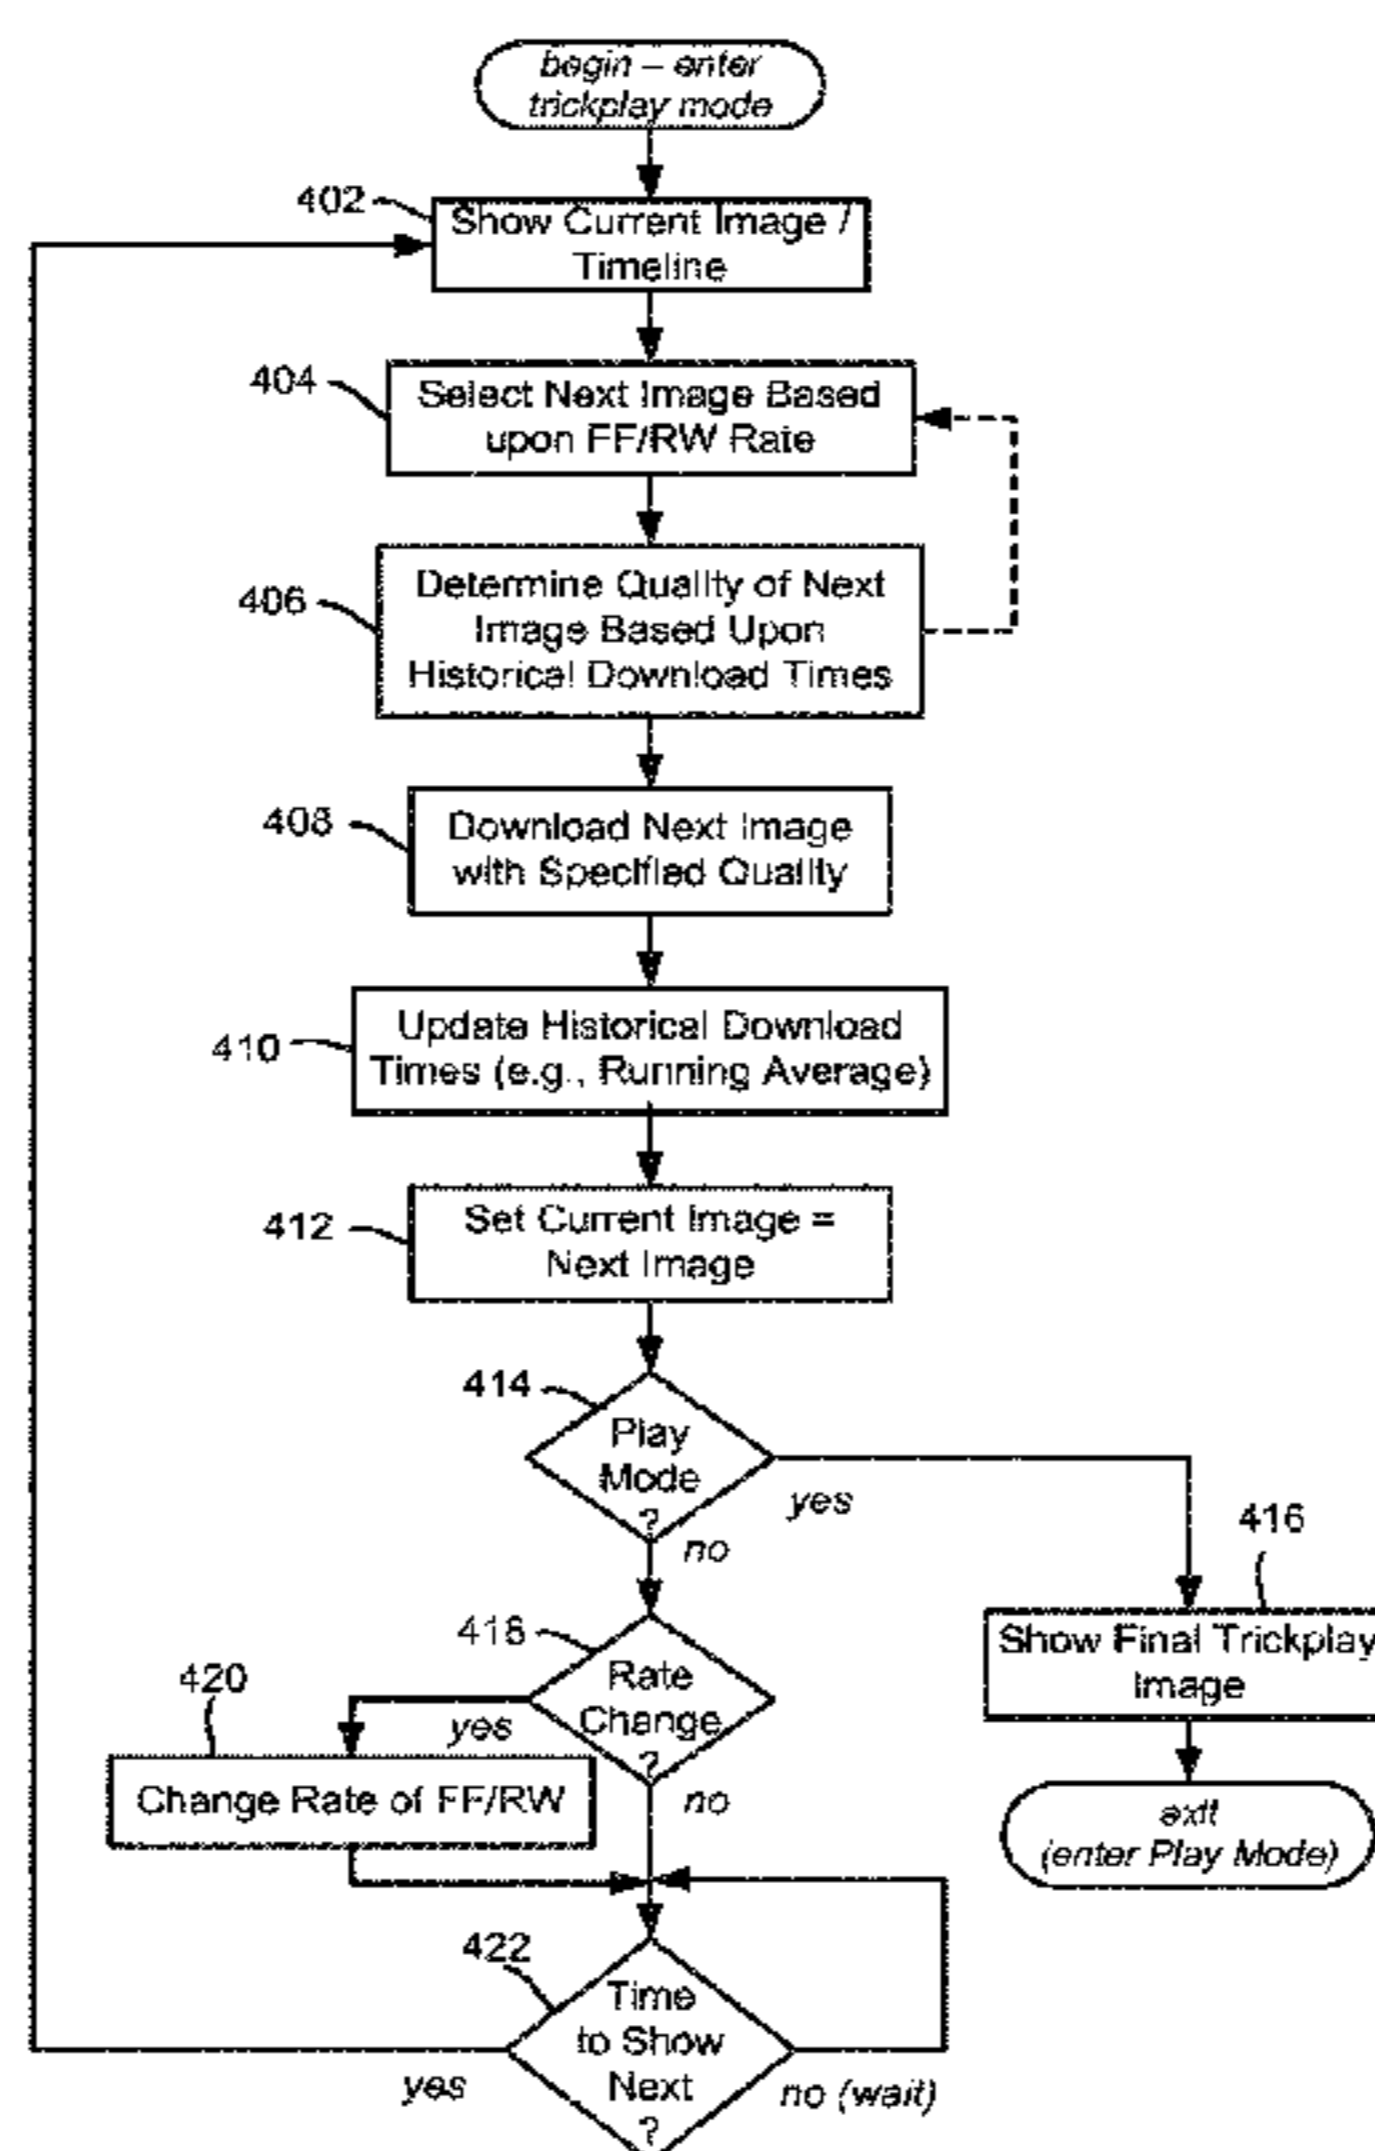 begin – enter
trickplay mode
402
Show Current Image /
Timeline
404
Select Next Image Based
upon FF/RW Rate
406
Determine Quality of Next
Image Based Upon
Historical Download Times
408
Download Next Image
with Specified Quality
410
Update Historical Download
Times (e.g., Running Average)
412
Set Current Image =
Next Image
414
Play
Mode
?
yes
no
416
Show Final Trickplay
Image
exit
(enter Play Mode)
418
Rate
Change
?
yes
no
420
Change Rate of FF/RW
422
Time
to Show
Next
?
yes
no (wait)